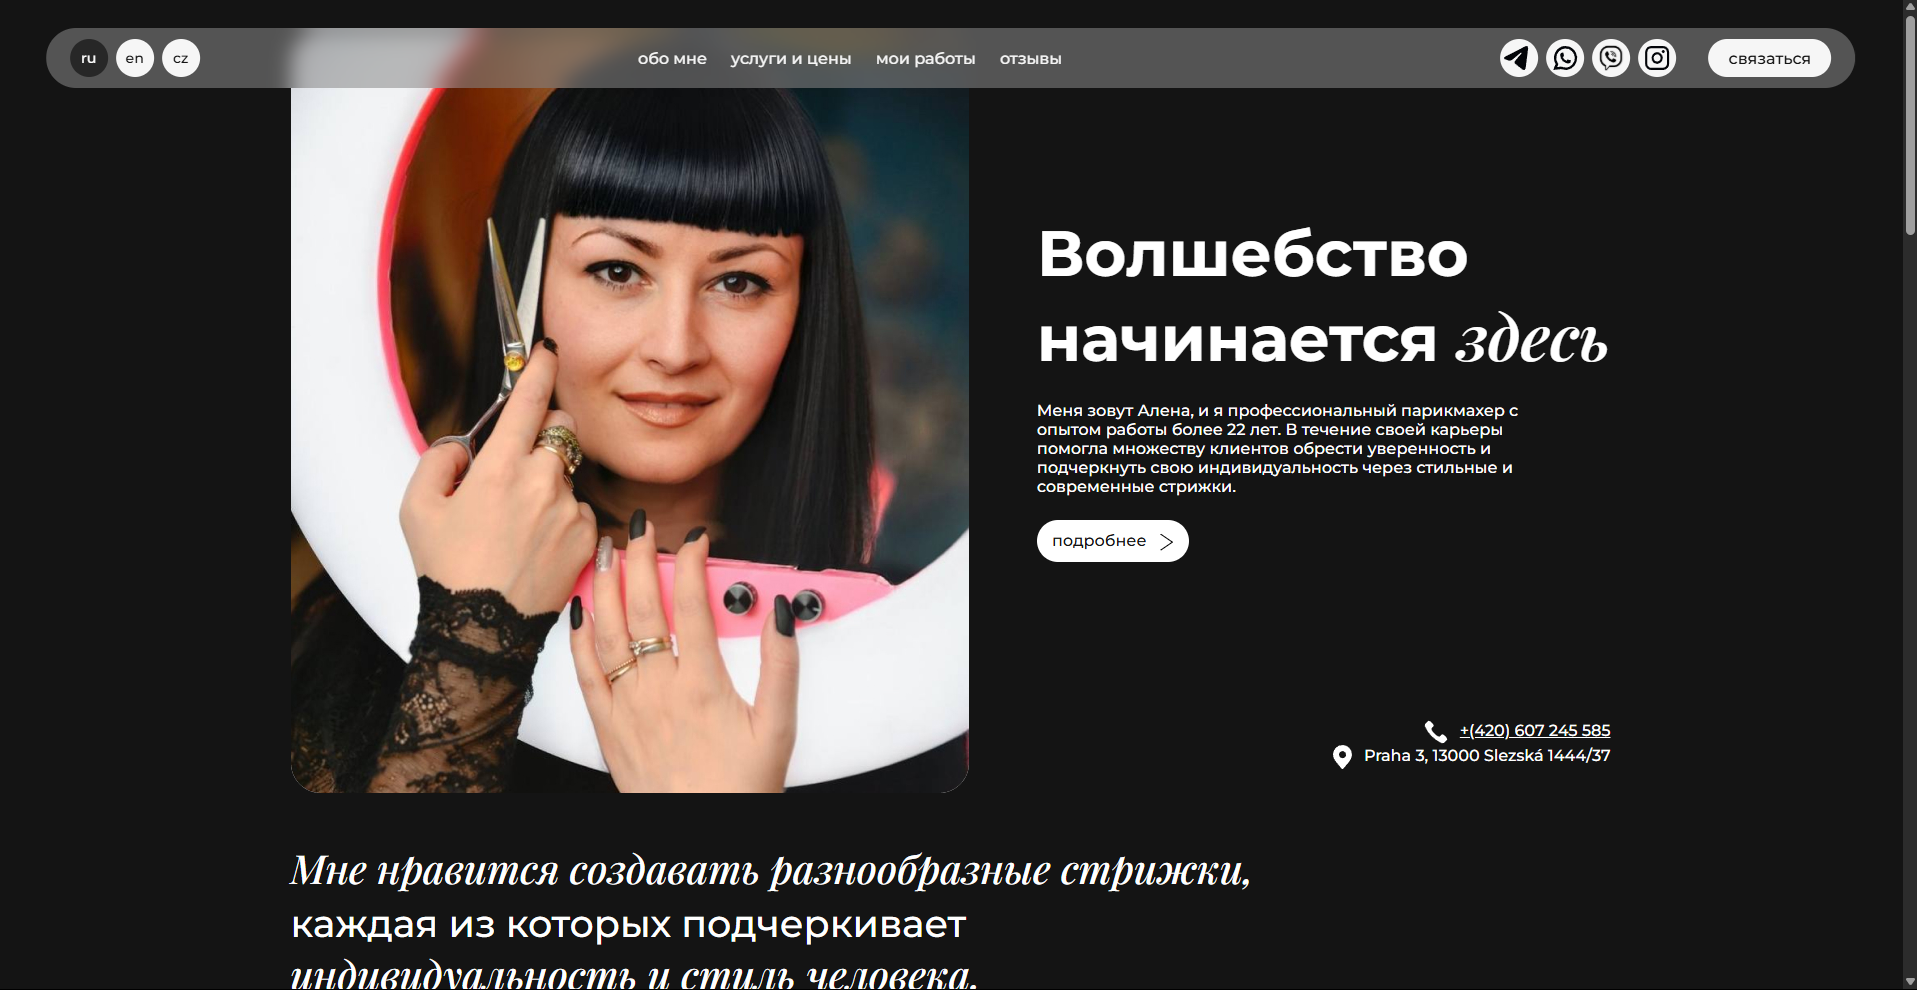 ru en cz
обо мне услуги и цены мои работы отзывы
связаться
Волшебство
начинается здесь
Меня зовут Алена, и я профессиональный парикмахер с
опытом работы более 22 лет. В течение своей карьеры
помогла множеству клиентов обрести уверенность и
подчеркнуть свою индивидуальность через стильные и
современные стрижки.
подробнее
+(420) 607 245 585
Praha 3, 13000 Slezská 1444/37
Мне нравится создавать разнообразные стрижки,
каждая из которых подчеркивает
индивидуальность и стиль человека.